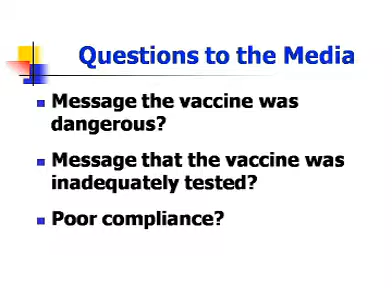 Questions to the Media
Message the vaccine was
dangerous?
Message that the vaccine was
inadequately tested?
Poor compliance?